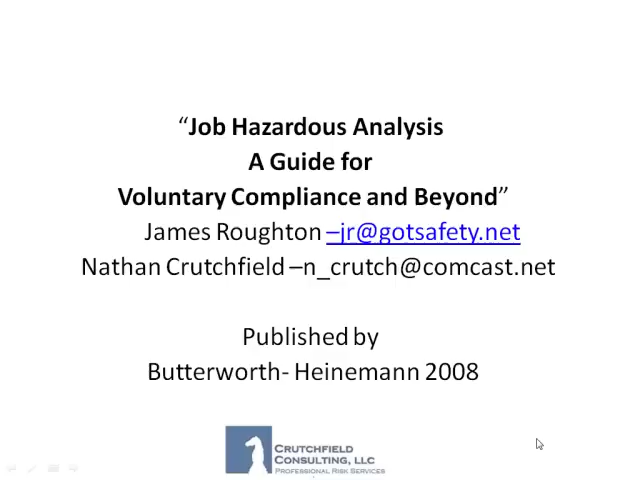 “Job Hazardous Analysis
A Guide for
Voluntary Compliance and Beyond”
James Roughton –jr@gotsafety.net
Nathan Crutchfield –n_crutch@comcast.net
Published by
Butterworth- Heinemann 2008
CRUTCHFIELD
CONSULTING, LLC
PROFESSIONAL RISK SERVICES